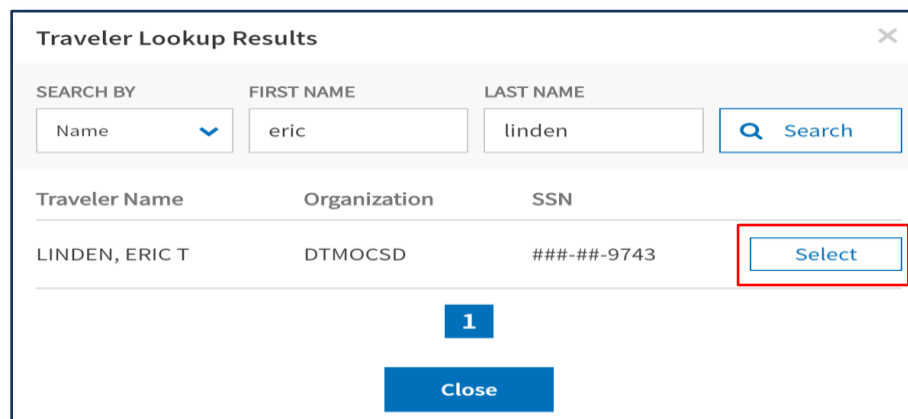 Traveler Lookup Results ×
SEARCH BY FIRST NAME LAST NAME
Name eric linden Search
Traveler Name Organization SSN
LINDEN, ERIC T DTMOCSD ###-##-9743 Select
1
Close